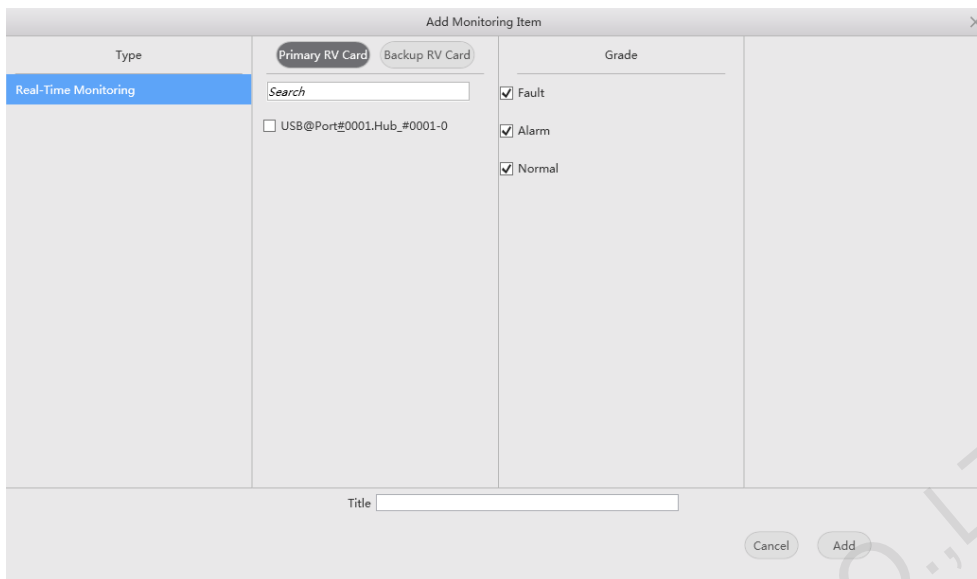 Add Monitoring Item
Type
Primary RV Card
Backup RV Card
Grade
Real-Time Monitoring
Search
Fault
USB@Port#0001.Hub_#0001-0
Alarm
Normal
Title
Cancel
Add